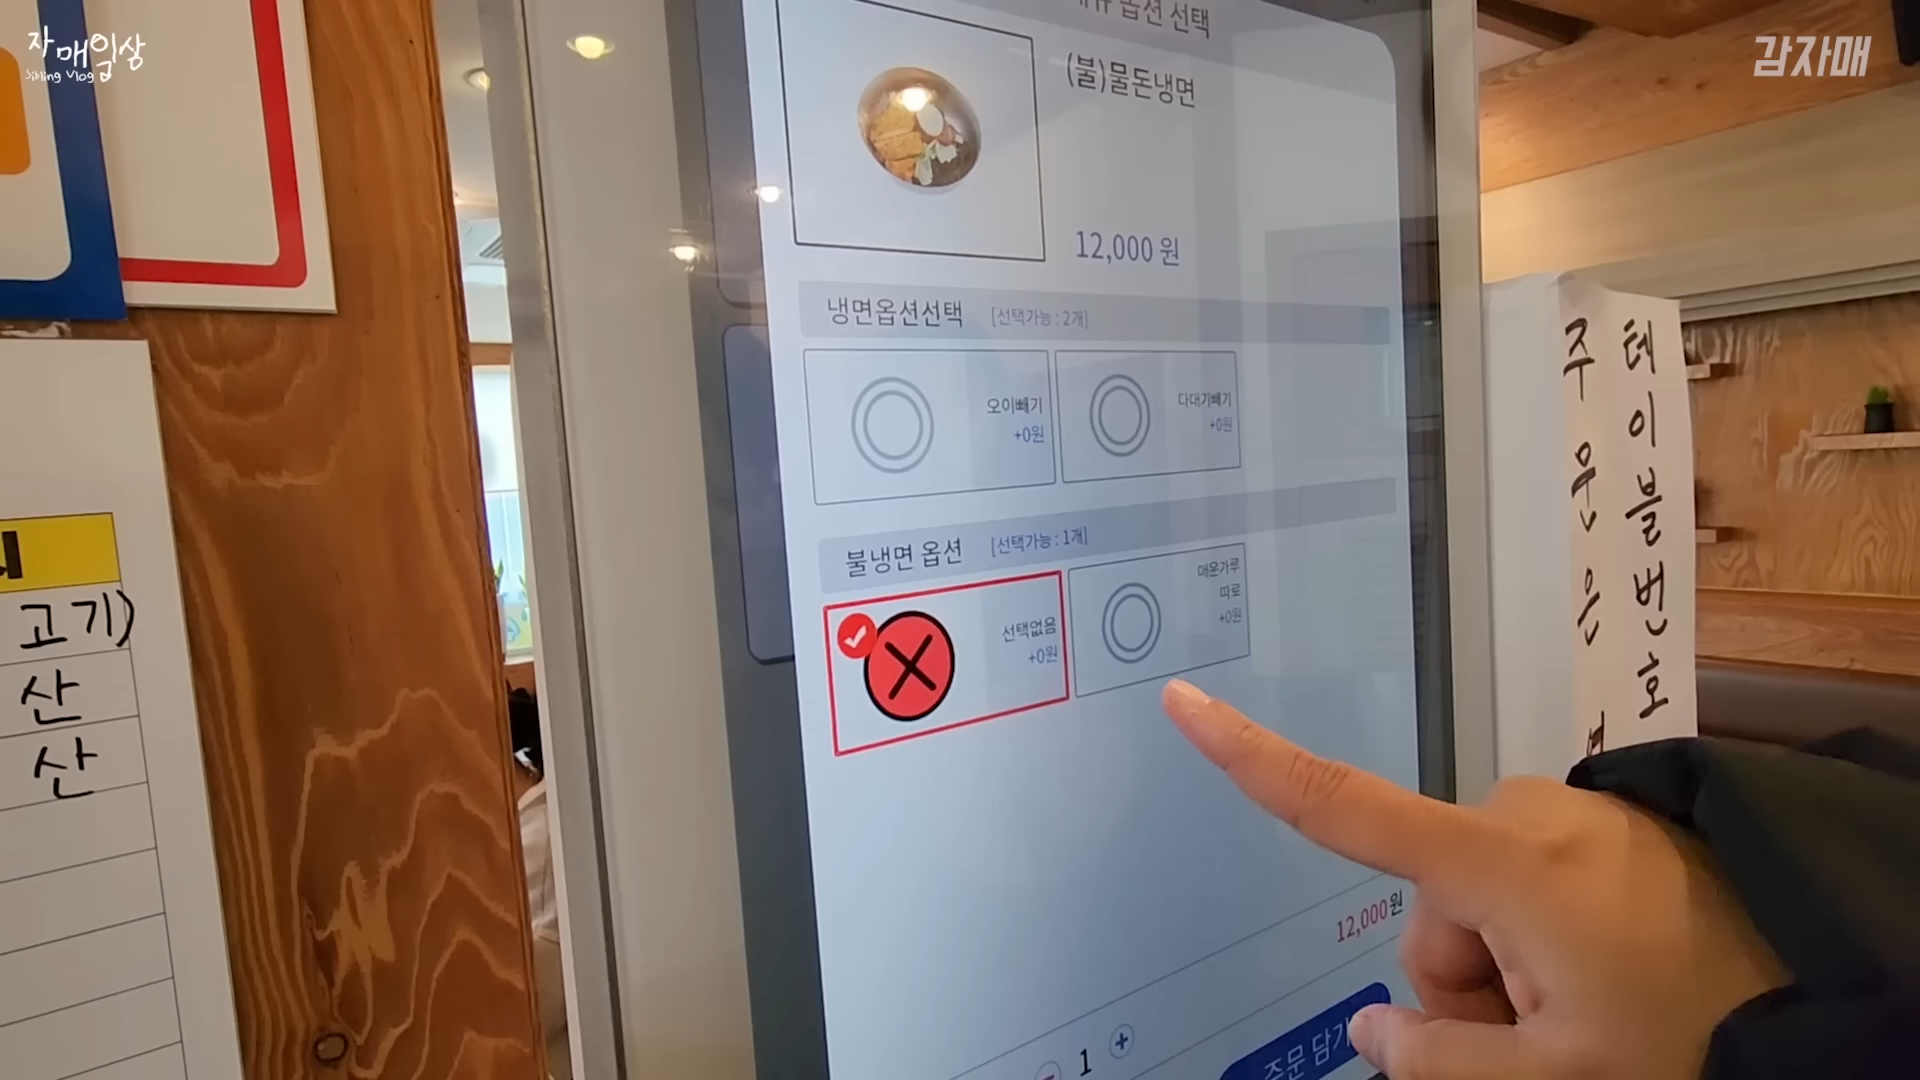 자매일상
Sibling Vlog
감자매
옵션 선택
(불)물돈냉면
12,000 원
냉면옵션선택 [선택가능 : 2개]
오이빼기
+0원
다대기빼기
+0원
불냉면 옵션 [선택가능 : 1개]
선택없음
+0원
매운가루
따로
+0원
12,000원
1 +
주문 담기
고기)
산
산
테이블번호
주문은